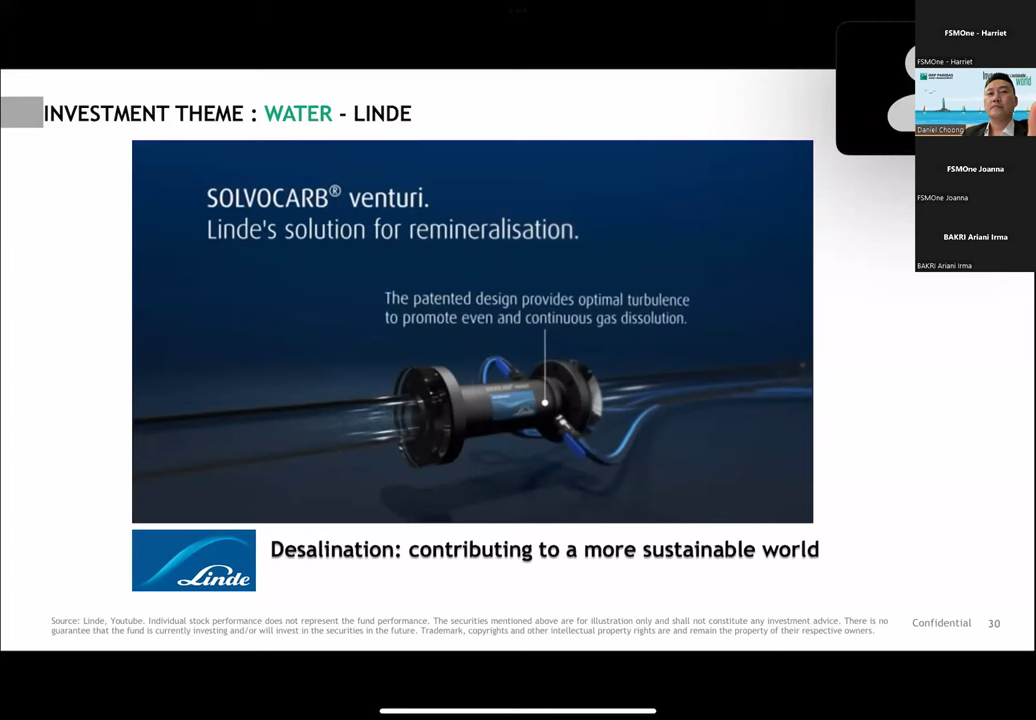 INVESTMENT THEME : WATER - LINDE
SOLVOCARB® venturi.
Linde's solution for remineralisation.
The patented design provides optimal turbulence
to promote even and continuous gas dissolution.
Linde
Desalination: contributing to a more sustainable world
Source: Linde, Youtube. Individual stock performance does not represent the fund performance. The securities mentioned above are for illustration only and shall not constitute any investment advice. There is no
guarantee that the fund is currently investing and/or will invest in the securities in the future. Trademark, copyrights and other intellectual property rights are and remain the property of their respective owners.
Confidential 30
FSMOne - Harriet
FSMOne - Harriet
BNP PARIBAS
world
Daniel Choong
FSMOne Joanna
FSMOne Joanna
BAKRI Ariani Irma
BAKRI Ariani Irma